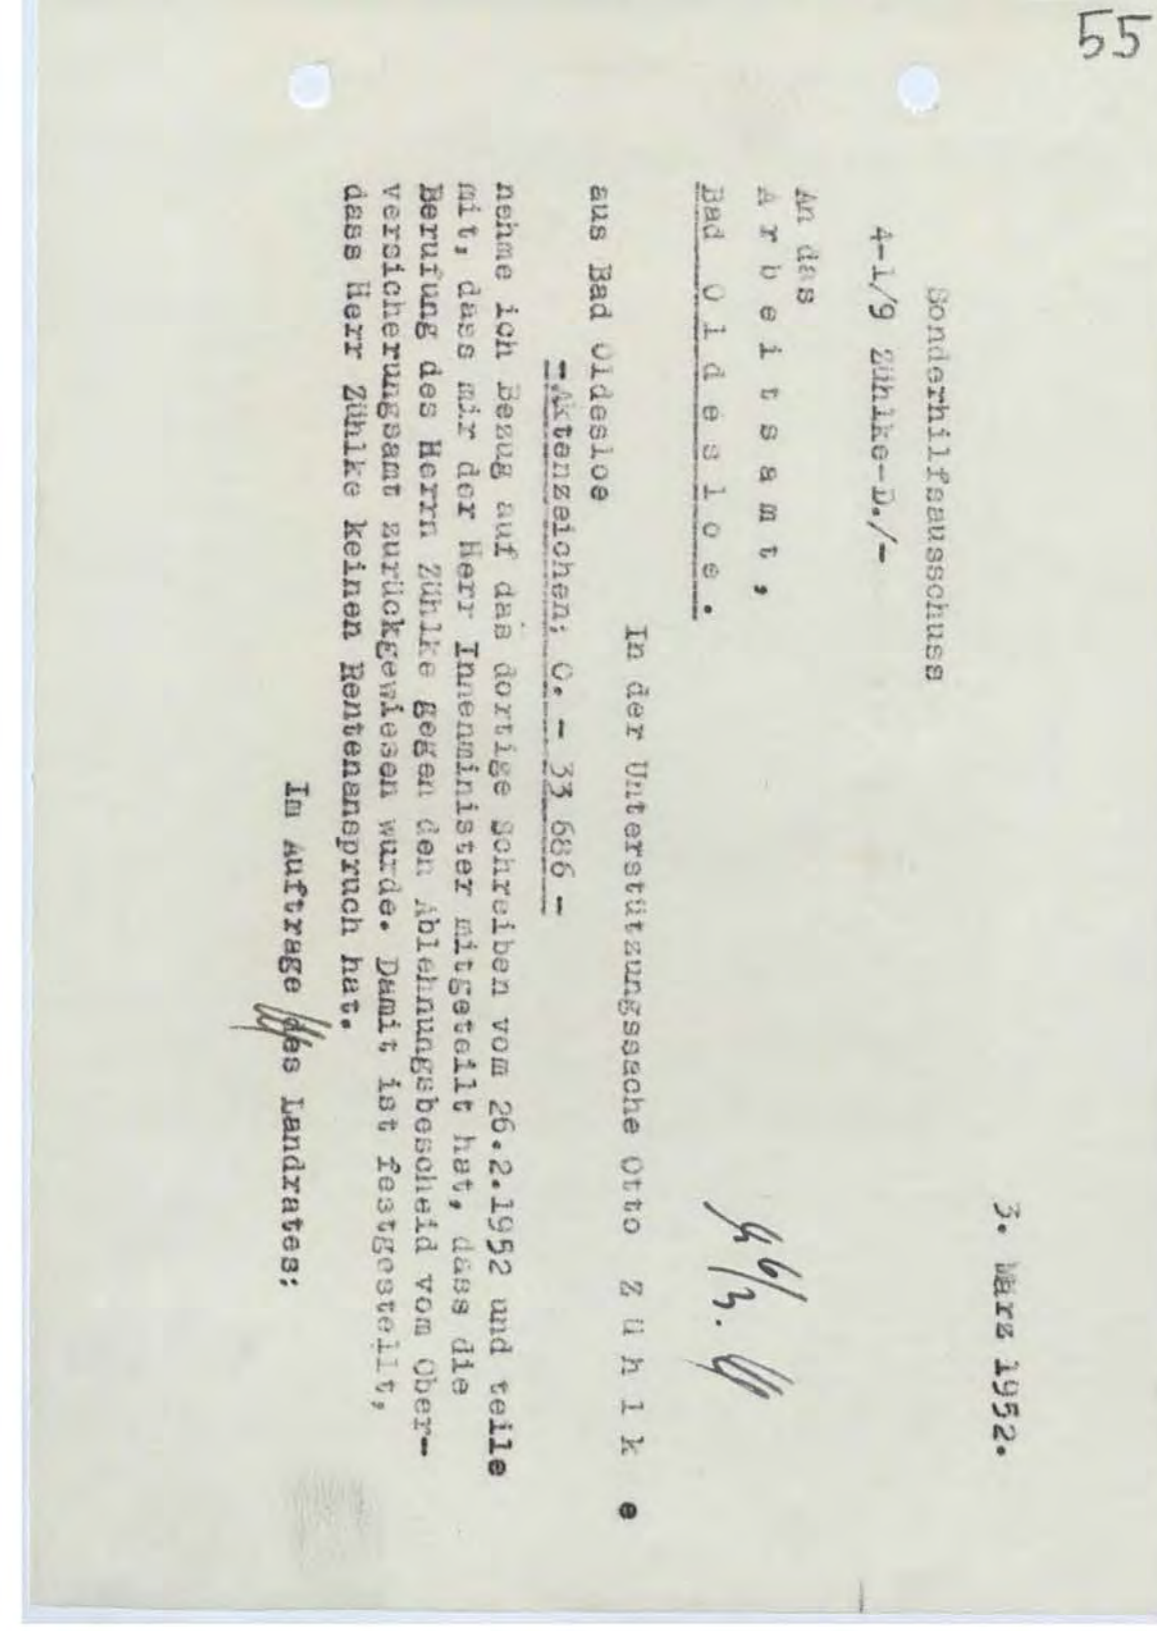 55
3. März 1952.
Sonderhilfsausschuss
4-1/9 Zühlke-D./-
An das
A r b e i t s a m t ,
Bad O l d e s l o e .
6/3.
In der Unterstützungssache Otto Z ü h l k e
aus Bad Oldesloe
-Aktenzeichen: O. - 33 686 -
nehme ich Bezug auf das dortige Schreiben vom 26.2.1952 und teile
mit, dass mir der Herr Innenminister mitgeteilt hat, dass die
Berufung des Herrn Zühlke gegen den Ablehnungsbescheid vom Ober-
versicherungsamt zurückgewiesen wurde. Damit ist festgestellt,
dass Herr Zühlke keinen Rentenanspruch hat.
Im Auftrage des Landrates: